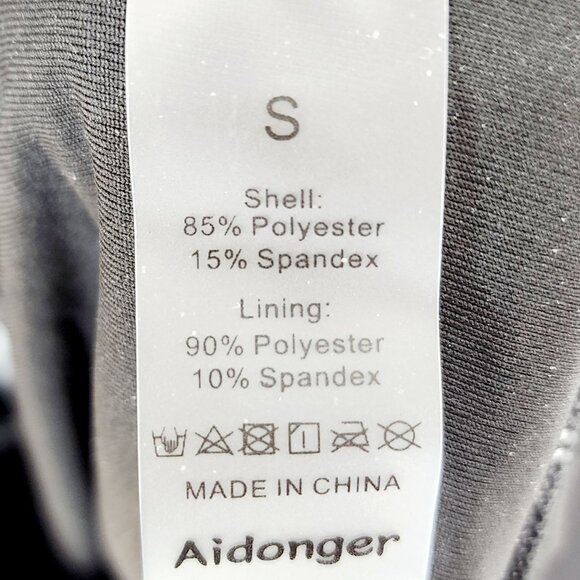 S
Shell:
85% Polyester
15% Spandex
Lining:
90% Polyester
10% Spandex
MADE IN CHINA
Aidonger